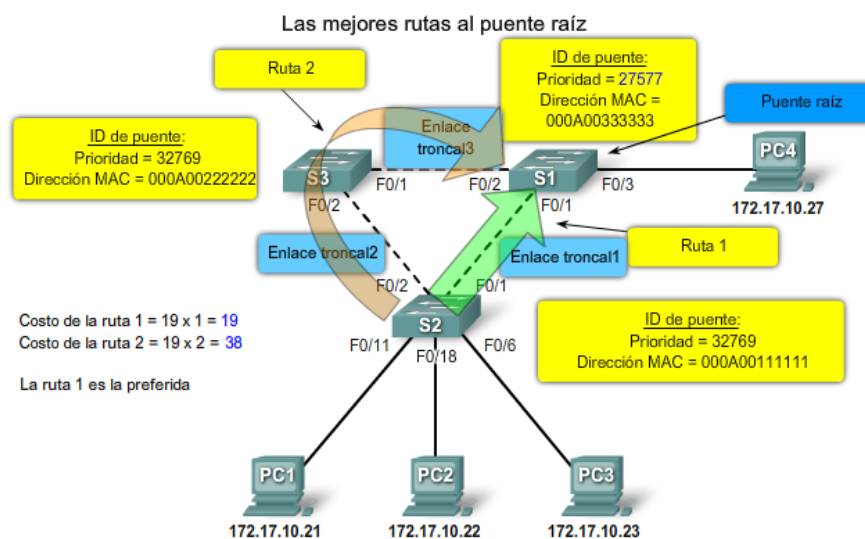 Las mejores rutas al puente raíz
Ruta 2
ID de puente:
Prioridad = 27577
Dirección MAC =
000A00333333
Puente raíz
ID de puente:
Prioridad = 32769
Dirección MAC = 000A00222222
Enlace
troncal3
S3
F0/1
F0/2
S1
F0/3
PC4
172.17.10.27
F0/2
F0/1
Enlace troncal2
Enlace troncal1
Ruta 1
F0/2
F0/1
S2
ID de puente:
Prioridad = 32769
Dirección MAC = 000A00111111
Costo de la ruta 1 = 19 x 1 = 19
Costo de la ruta 2 = 19 x 2 = 38
La ruta 1 es la preferida
F0/11
F0/18
F0/6
PC1
PC2
PC3
172.17.10.21
172.17.10.22
172.17.10.23